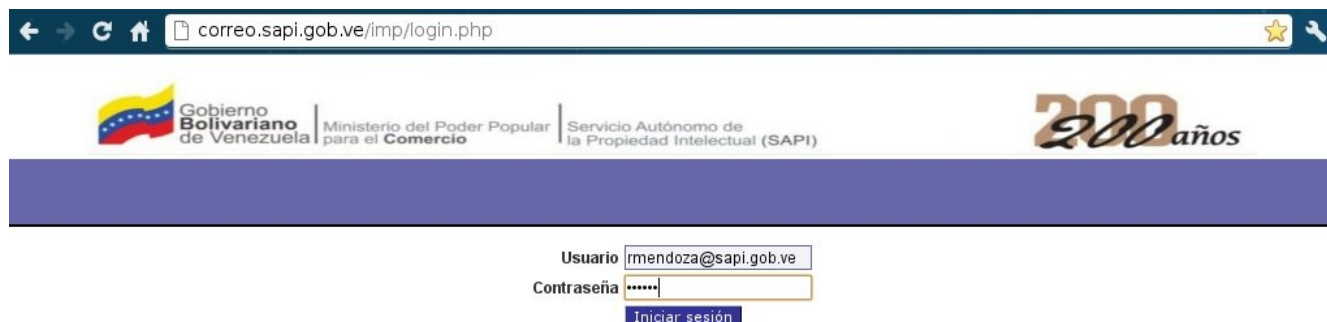 correo.sapi.gob.ve/imp/login.php
Gobierno
Bolivariano
de Venezuela
Ministerio del Poder Popular
para el Comercio
Servicio Autónomo de
la Propiedad Intelectual (SAPI)
200
200 años
Usuario rmendoza@sapi.gob.ve
Contraseña ••••••
Iniciar sesión